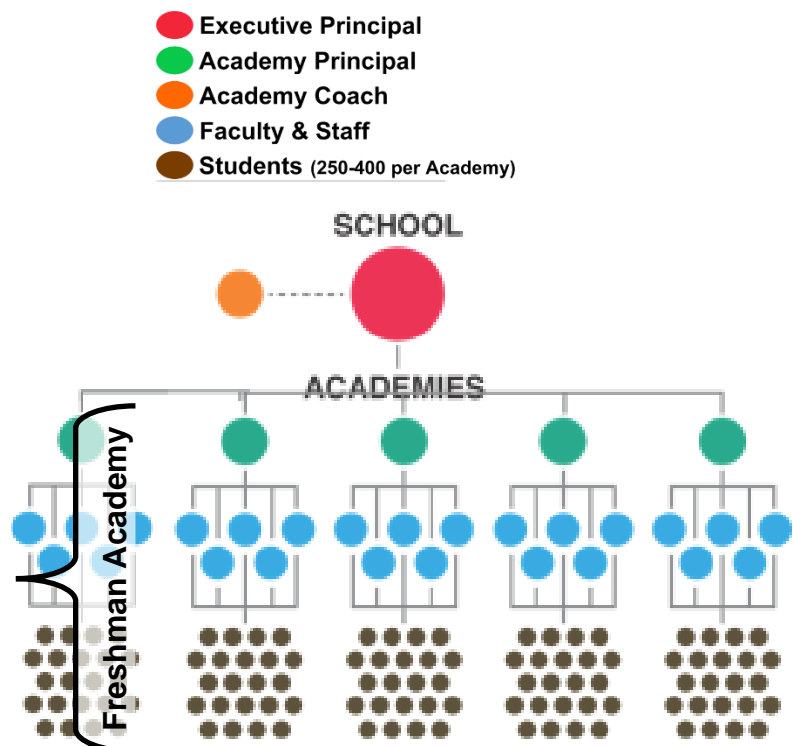 Executive Principal
Academy Principal
Academy Coach
Faculty & Staff
Students (250-400 per Academy)
SCHOOL
ACADEMIES
Freshman Academy